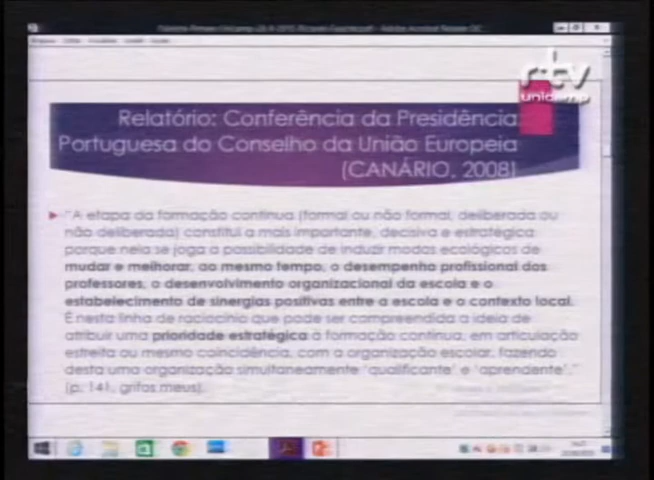 rtv
unicamp
Relatório: Conferência da Presidência
Portuguesa do Conselho da União Europeia
(CANÁRIO, 2008)
"A etapa da formação contínua (formal ou não formal, deliberada ou
não deliberada) constitui a mais importante, decisiva e estratégica
porque nela se joga a possibilidade de induzir modos ecológicos de
mudar e melhorar, ao mesmo tempo, o desempenho profissional dos
professores, o desenvolvimento organizacional da escola e o
estabelecimento de sinergias positivas entre a escola e o contexto local.
É nesta linha de raciocínio que pode ser compreendida a ideia de
atribuir uma prioridade estratégica à formação contínua, em articulação
estreita ou mesmo coincidência, com a organização escolar, fazendo
desta uma organização simultaneamente 'qualificante' e 'aprendente'."
(p. 141, grifos meus).